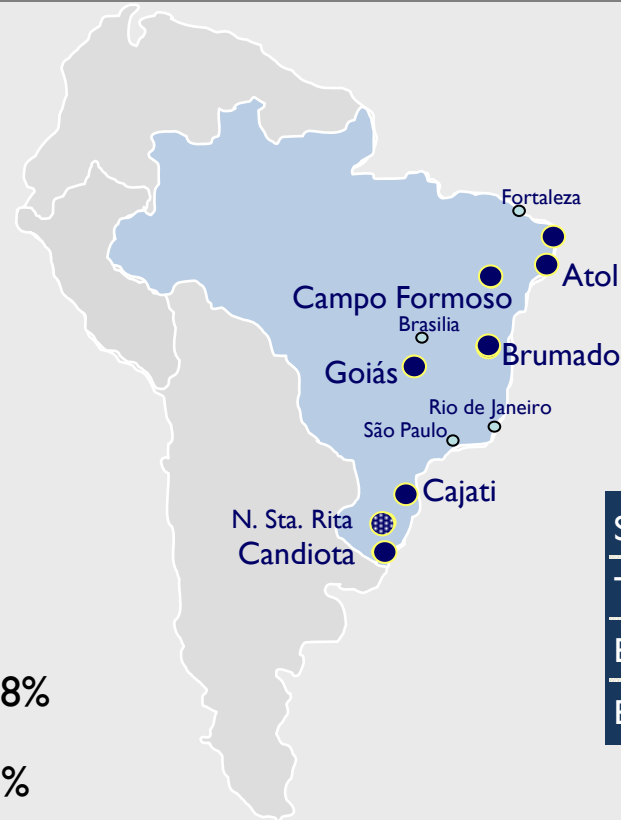 Fortaleza
Atol
Campo Formoso
Brasilia
Brumado
Goiás
Rio de Janeiro
São Paulo
Cajati
N. Sta. Rita
Candiota
8%
%